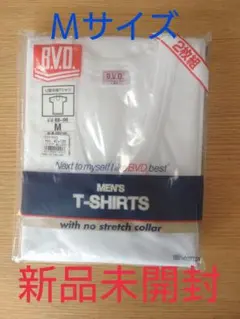 Mサイズ
B.V.D.
2枚組
M
B.V.D.
"Next to myself I like B.V.D. best"
MEN'S
T-SHIRTS
with no stretch collar
新品未開封